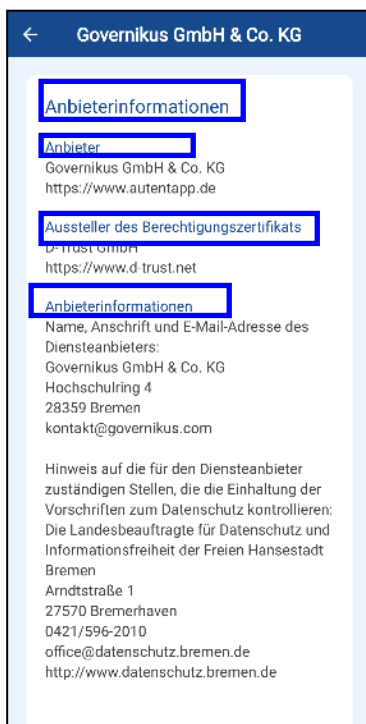 Governikus GmbH & Co. KG
Anbieterinformationen
Anbieter
Governikus GmbH & Co. KG
https://www.autentapp.de
Aussteller des Berechtigungszertifikats
D-Trust GmbH
https://www.d-trust.net
Anbieterinformationen
Name, Anschrift und E-Mail-Adresse des
Diensteanbieters:
Governikus GmbH & Co. KG
Hochschulring 4
28359 Bremen
kontakt@governikus.com
Hinweis auf die für den Diensteanbieter
zuständigen Stellen, die die Einhaltung der
Vorschriften zum Datenschutz kontrollieren:
Die Landesbeauftragte für Datenschutz und
Informationsfreiheit der Freien Hansestadt
Bremen
Arndtstraße 1
27570 Bremerhaven
0421/596-2010
office@datenschutz.bremen.de
http://www.datenschutz.bremen.de